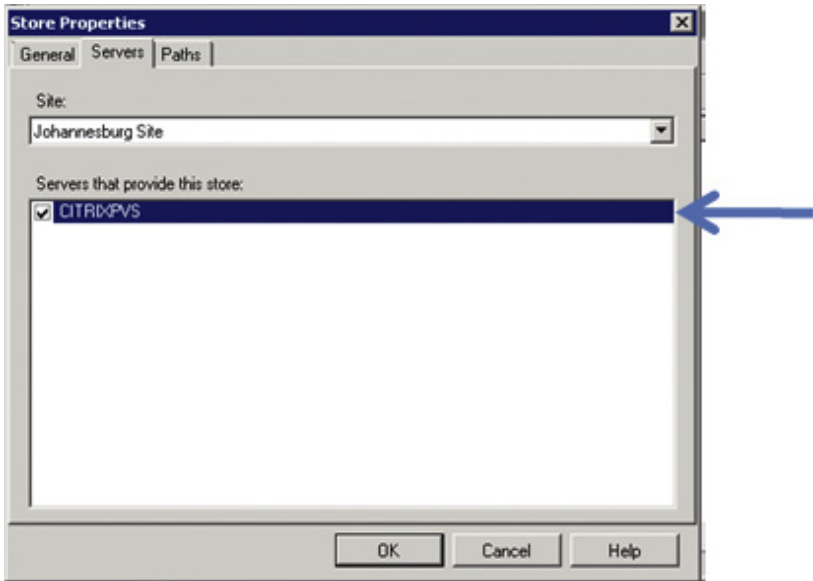 Store Properties
General Servers Paths
Site:
Johannesburg Site
Servers that provide this store:
CITRIXPVS
OK Cancel Help